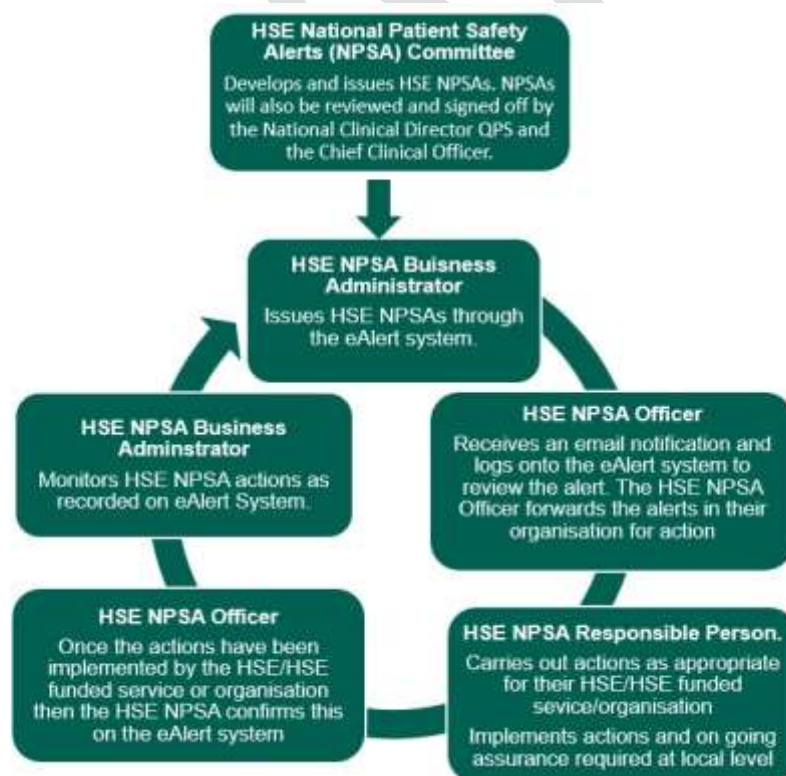 HSE National Patient Safety
Alerts (NPSA) Committee
Develops and issues HSE NPSAs. NPSAs
will also be reviewed and signed off by
the National Clinical Director QPS and
the Chief Clinical Officer.
HSE NPSA Buisness
Administrator
Issues HSE NPSAs through
the eAlert system.
HSE NPSA Officer
Receives an email notification and
logs onto the eAlert system to
review the alert. The HSE NPSA
Officer forwards the alerts in their
organisation for action
HSE NPSA Responsible Person.
Carries out actions as appropriate
for their HSE/HSE funded
sevice/organisation
Implements actions and on going
assurance required at local level
HSE NPSA Officer
Once the actions have been
implemented by the HSE/HSE
funded service or organisation
then the HSE NPSA confirms this
on the eAlert system
HSE NPSA Business
Adminstrator
Monitors HSE NPSA actions as
recorded on eAlert System.